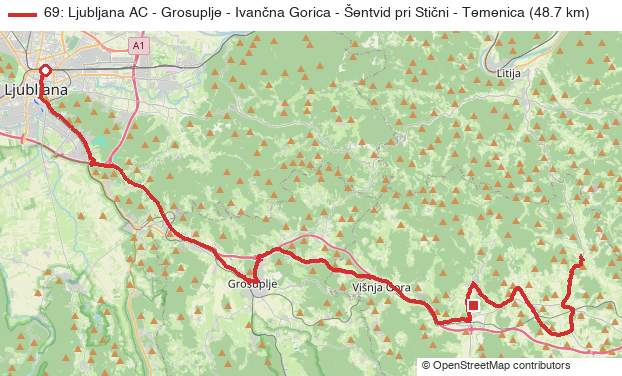 69: Ljubljana AC - Grosuplje - Ivančna Gorica - Šentvid pri Stični - Temenica (48.7 km)
A1
Litija
Ljubljana
Grosuplje
Višnja Gora
© OpenStreetMap contributors